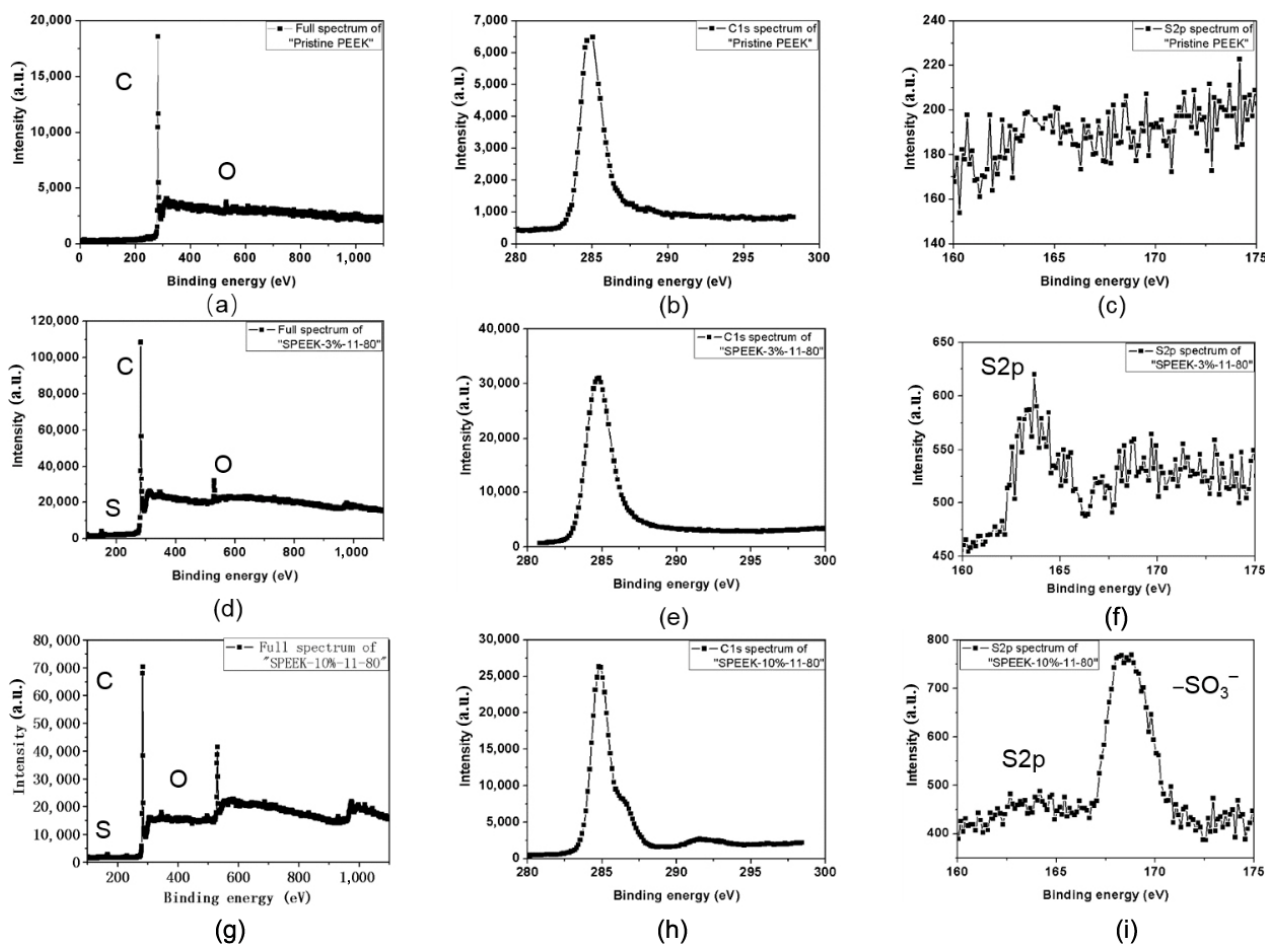 20,000
15,000
10,000
5,000
0
Intensity (a.u.)
Full spectrum of
"Pristine PEEK"
C
O
0 200 400 600 800 1,000
Binding energy (eV)
(a)
7,000
6,000
5,000
4,000
3,000
2,000
1,000
0
Intensity (a.u.)
C1s spectrum of
"Pristine PEEK"
280 285 290 295 300
Binding energy (eV)
(b)
240
220
200
180
160
140
Intensity (a.u.)
S2p spectrum of
"Pristine PEEK"
160 165 170 175
Binding energy (eV)
(c)
120,000
100,000
80,000
60,000
40,000
20,000
0
Intensity (a.u.)
Full spectrum of
"SPEEK-3%-11-80"
C
O
S
200 400 600 800 1,000
Binding energy (eV)
(d)
40,000
30,000
20,000
10,000
0
Intensity (a.u.)
C1s spectrum of
"SPEEK-3%-11-80"
280 285 290 295 300
Binding energy (eV)
(e)
650
600
550
500
450
Intensity (a.u.)
S2p spectrum of
"SPEEK-3%-11-80"
S2p
160 165 170 175
Binding energy (eV)
(f)
80,000
70,000
60,000
50,000
40,000
30,000
20,000
10,000
0
Intensity (a.u.)
Full spectrum of
"SPEEK-10%-11-80"
C
O
S
200 400 600 800 1,000
Binding energy (eV)
(g)
30,000
25,000
20,000
15,000
10,000
5,000
0
Intensity (a.u.)
C1s spectrum of
"SPEEK-10%-11-80"
280 285 290 295 300
Binding energy (eV)
(h)
800
700
600
500
400
Intensity (a.u.)
S2p spectrum of
"SPEEK-10%-11-80"
–SO₃⁻
S2p
160 165 170 175
Binding energy (eV)
(i)